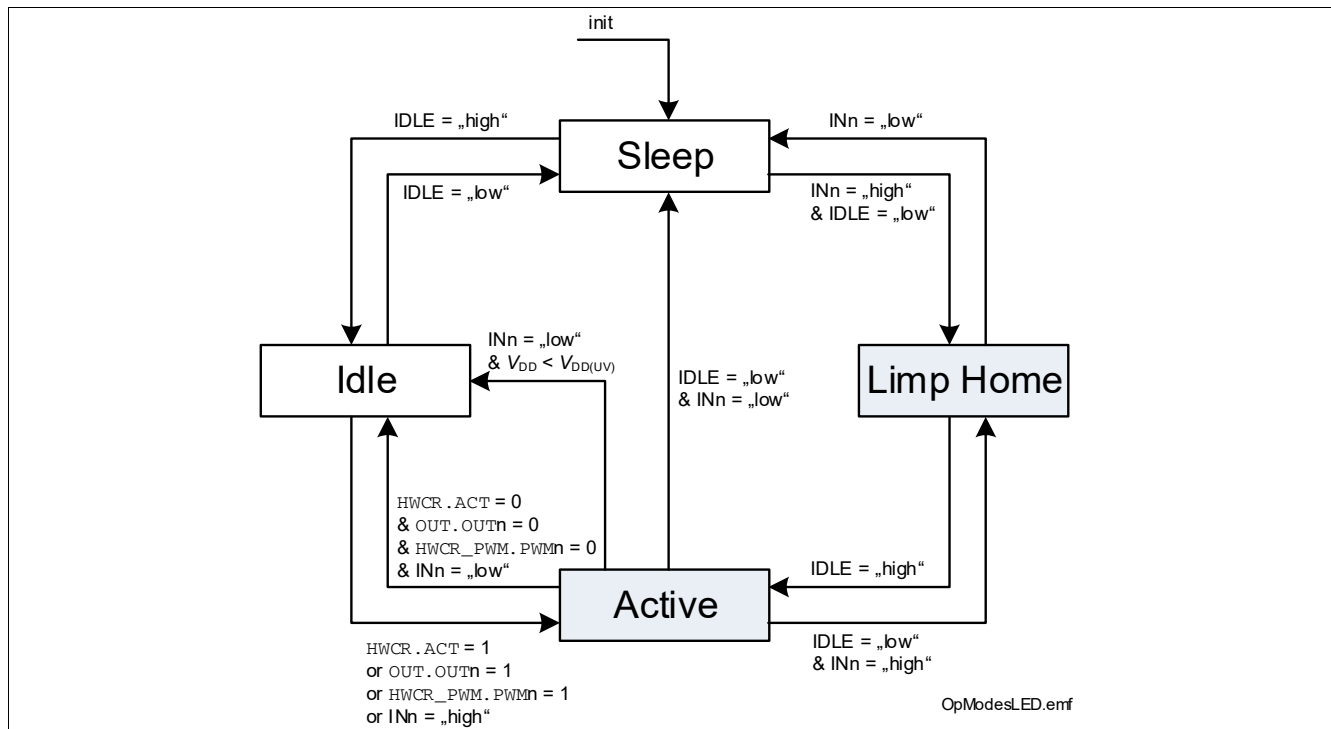 init
IDLE = „high“
INn = „low“
Sleep
IDLE = „low“
INn = „high“
& IDLE = „low“
INn = „low“
& VDD < VDD(UV)
Idle
IDLE = „low“
& INn = „low“
Limp Home
HWCR.ACT = 0
& OUT.OUTn = 0
& HWCR_PWM.PWMn = 0
& INn = „low“
IDLE = „high“
Active
HWCR.ACT = 1
or OUT.OUTn = 1
or HWCR_PWM.PWMn = 1
or INn = „high“
IDLE = „low“
& INn = „high“
OpModesLED.emf